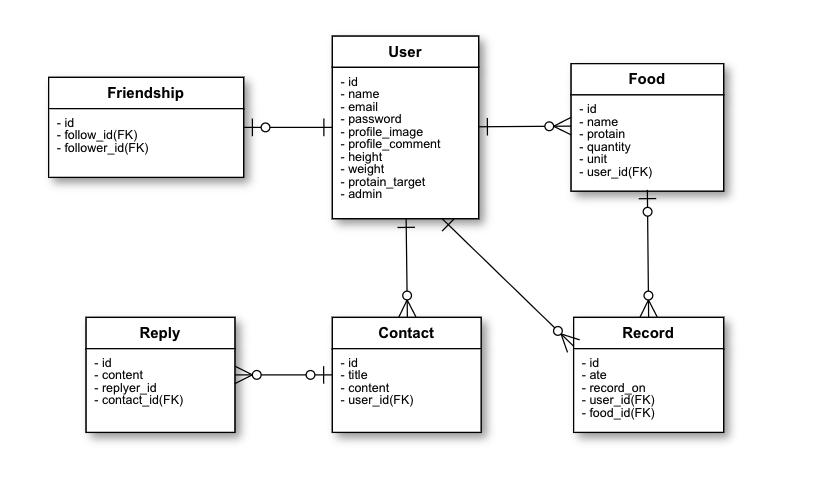 User
- id
- name
- email
- password
- profile_image
- profile_comment
- height
- weight
- protain_target
- admin
Friendship
- id
- follow_id(FK)
- follower_id(FK)
Food
- id
- name
- protain
- quantity
- unit
- user_id(FK)
Reply
- id
- content
- replyer_id
- contact_id(FK)
Contact
- id
- title
- content
- user_id(FK)
Record
- id
- ate
- record_on
- user_id(FK)
- food_id(FK)